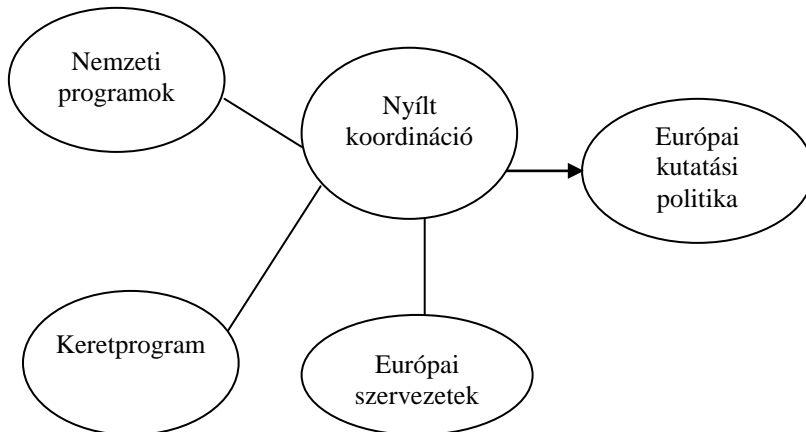 Nemzeti
programok
Nyílt
koordináció
Európai
kutatási
politika
Keretprogram
Európai
szervezetek